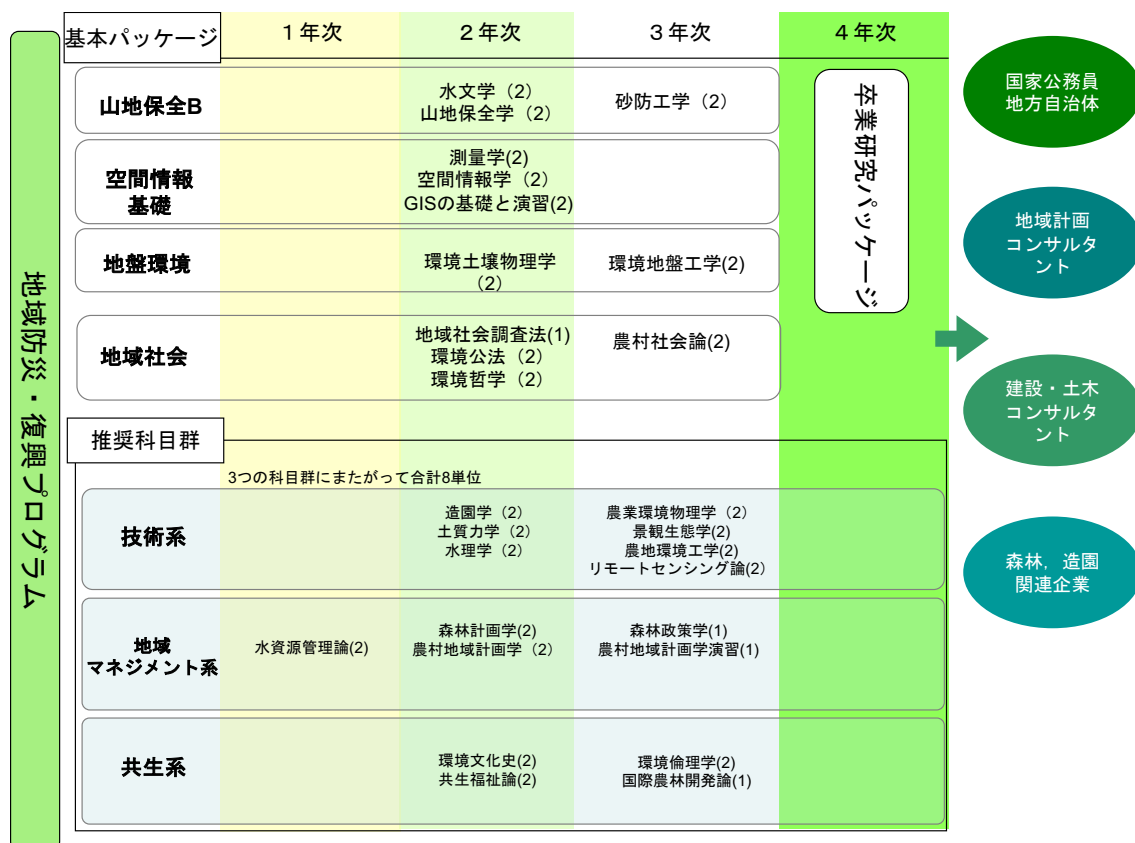 地域防災・復興プログラム
基本パッケージ
1年次
2年次
3年次
4年次
山地保全B
水文学（2）
山地保全学（2）
砂防工学（2）
空間情報
基礎
測量学(2)
空間情報学（2）
GISの基礎と演習(2)
地盤環境
環境土壌物理学
（2）
環境地盤工学(2)
地域社会
地域社会調査法(1)
環境公法（2）
環境哲学（2）
農村社会論(2)
卒業研究パッケージ
推奨科目群
3つの科目群にまたがって合計8単位
技術系
造園学（2）
土質力学（2）
水理学（2）
農業環境物理学（2）
景観生態学(2)
農地環境工学(2)
リモートセンシング論(2)
地域
マネジメント系
水資源管理論(2)
森林計画学(2)
農村地域計画学（2）
森林政策学(1)
農村地域計画学演習(1)
共生系
環境文化史(2)
共生福祉論(2)
環境倫理学(2)
国際農林開発論(1)
国家公務員
地方自治体
地域計画
コンサルタ
ント
建設・土木
コンサルタ
ント
森林，造園
関連企業